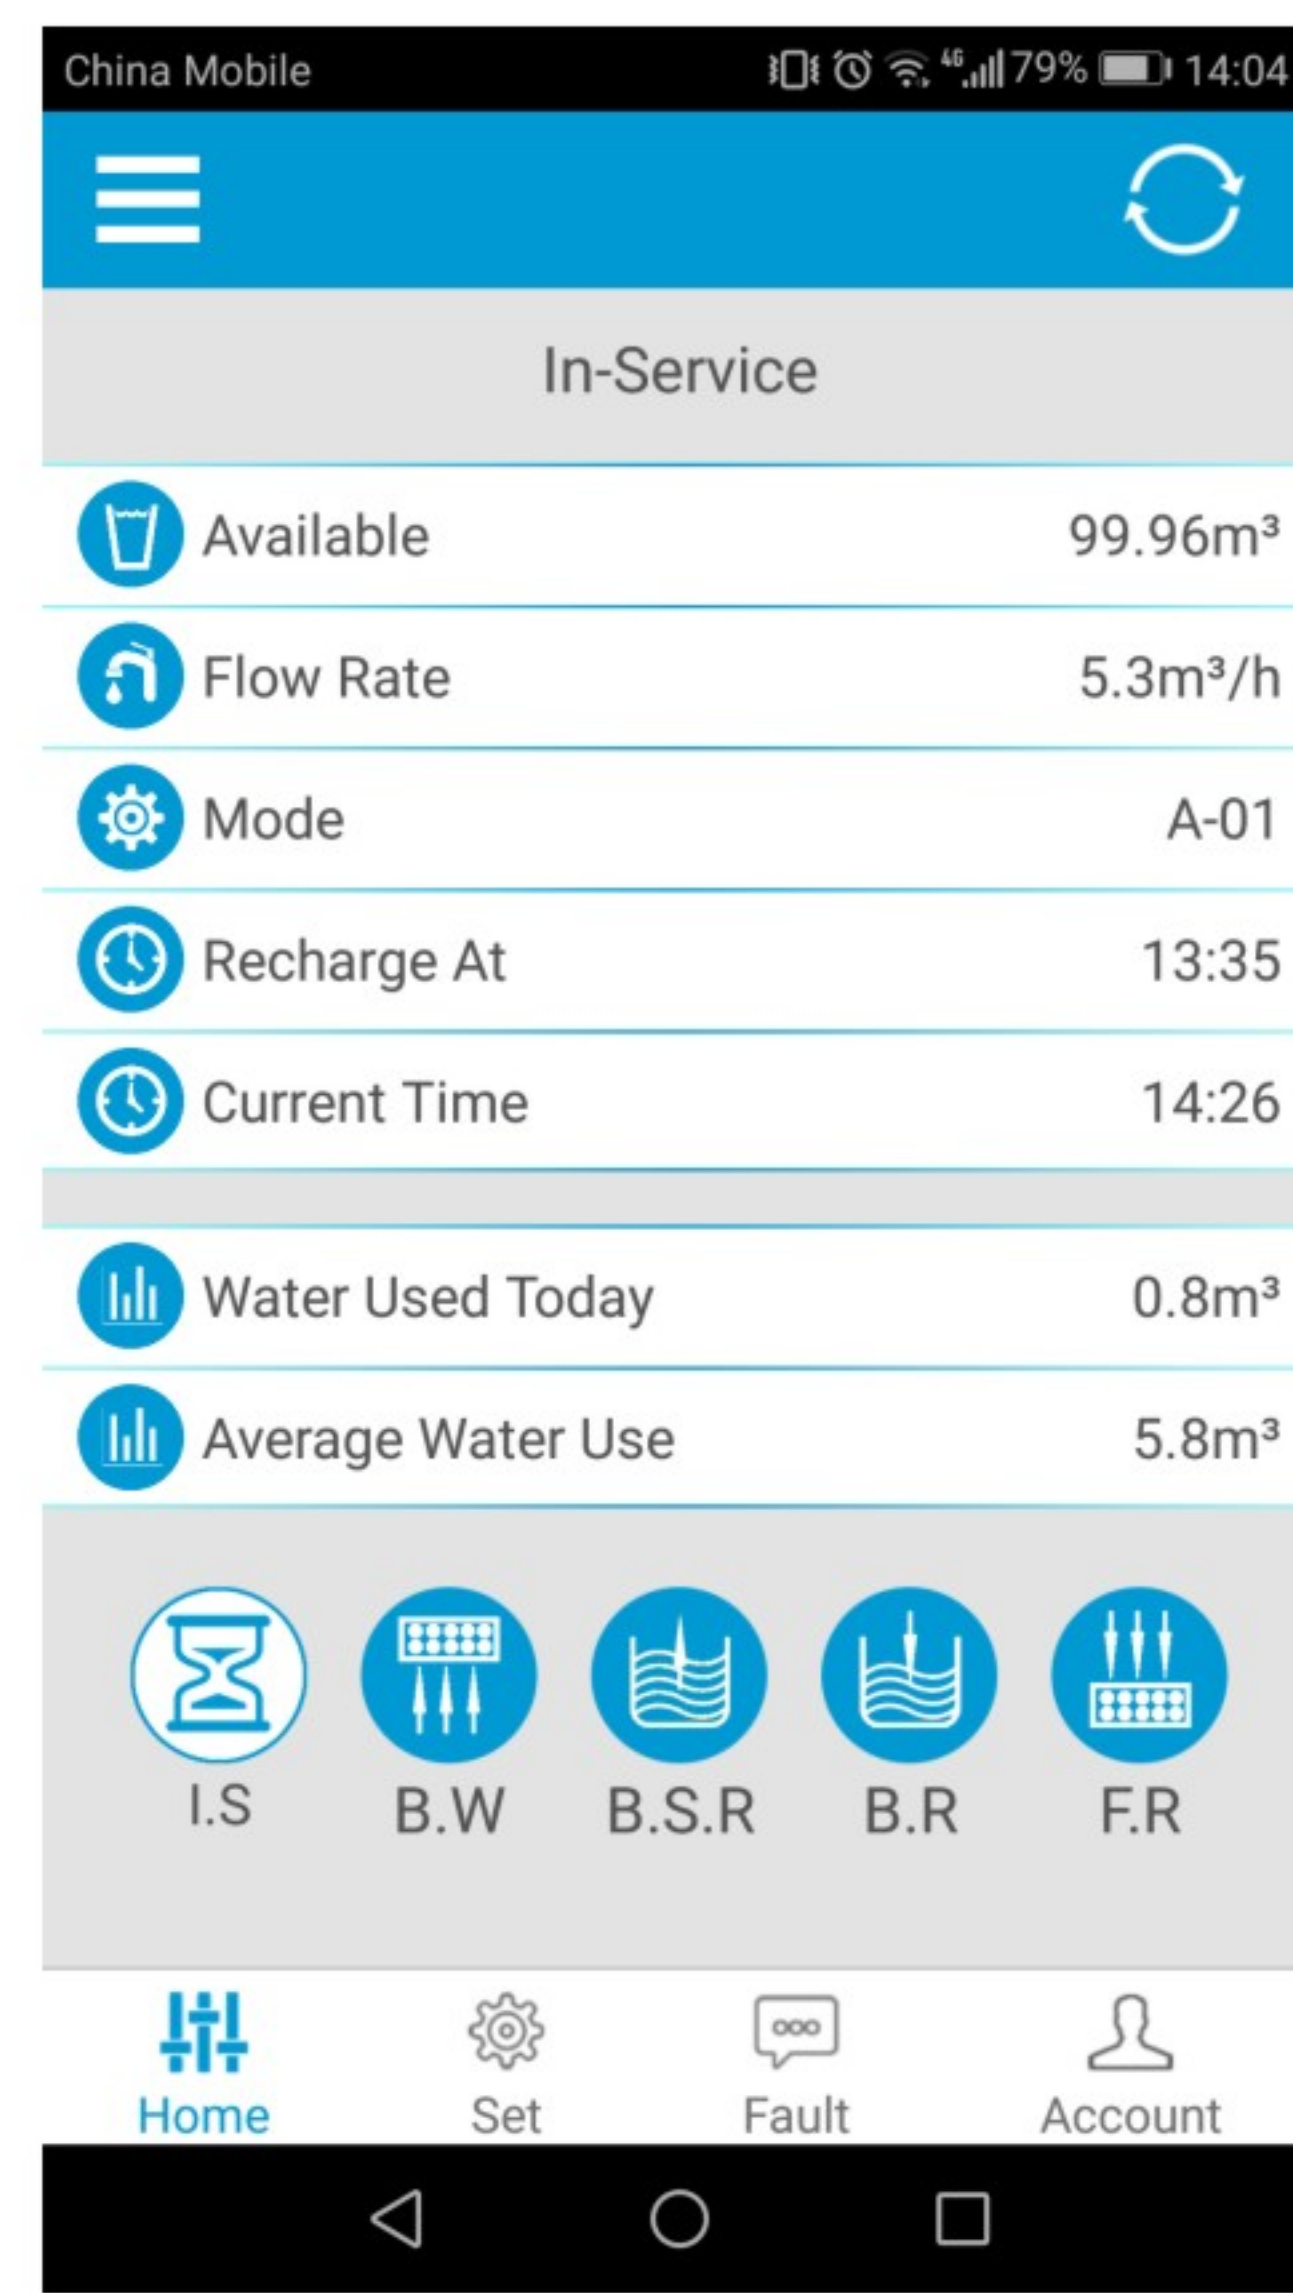 China Mobile 4G 79% 14:04
In-Service
Available 99.96m³
Flow Rate 5.3m³/h
Mode A-01
Recharge At 13:35
Current Time 14:26
Water Used Today 0.8m³
Average Water Use 5.8m³
I.S B.W B.S.R B.R F.R
Home Set Fault Account